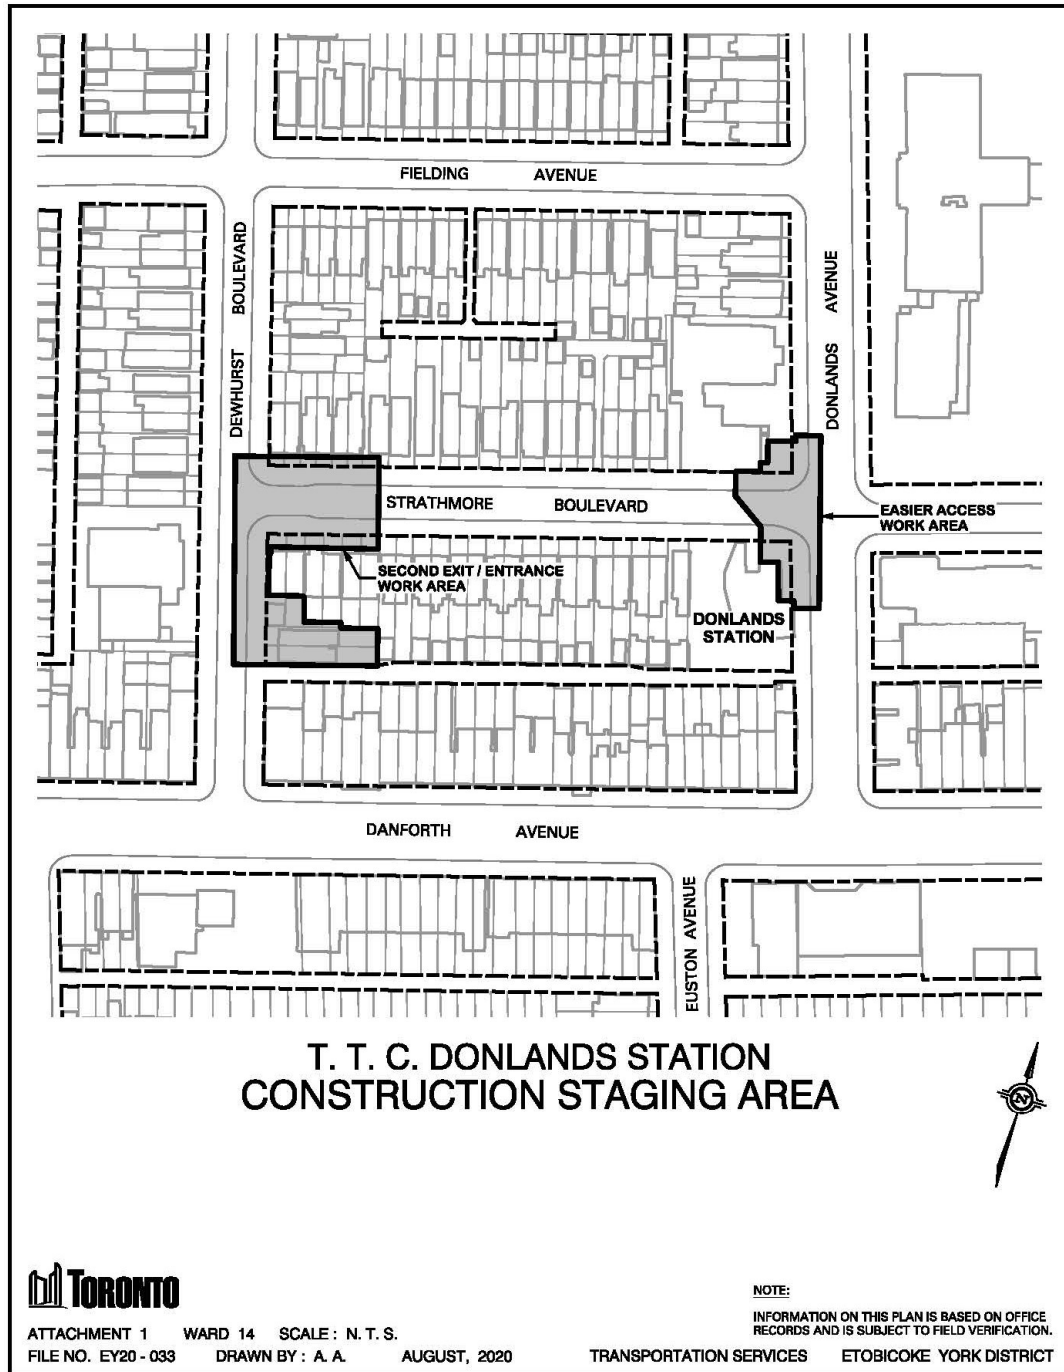 FIELDING AVENUE
DEWHURST BOULEVARD
DONLANDS AVENUE
STRATHMORE BOULEVARD
EASIER ACCESS
WORK AREA
SECOND EXIT / ENTRANCE
WORK AREA
DONLANDS
STATION
DANFORTH AVENUE
EUSTON AVENUE
T. T. C. DONLANDS STATION
CONSTRUCTION STAGING AREA
N
TORONTO
NOTE:
INFORMATION ON THIS PLAN IS BASED ON OFFICE
RECORDS AND IS SUBJECT TO FIELD VERIFICATION.
ATTACHMENT 1 WARD 14 SCALE : N. T. S.
FILE NO. EY20 - 033 DRAWN BY : A. A. AUGUST, 2020 TRANSPORTATION SERVICES ETOBICOKE YORK DISTRICT